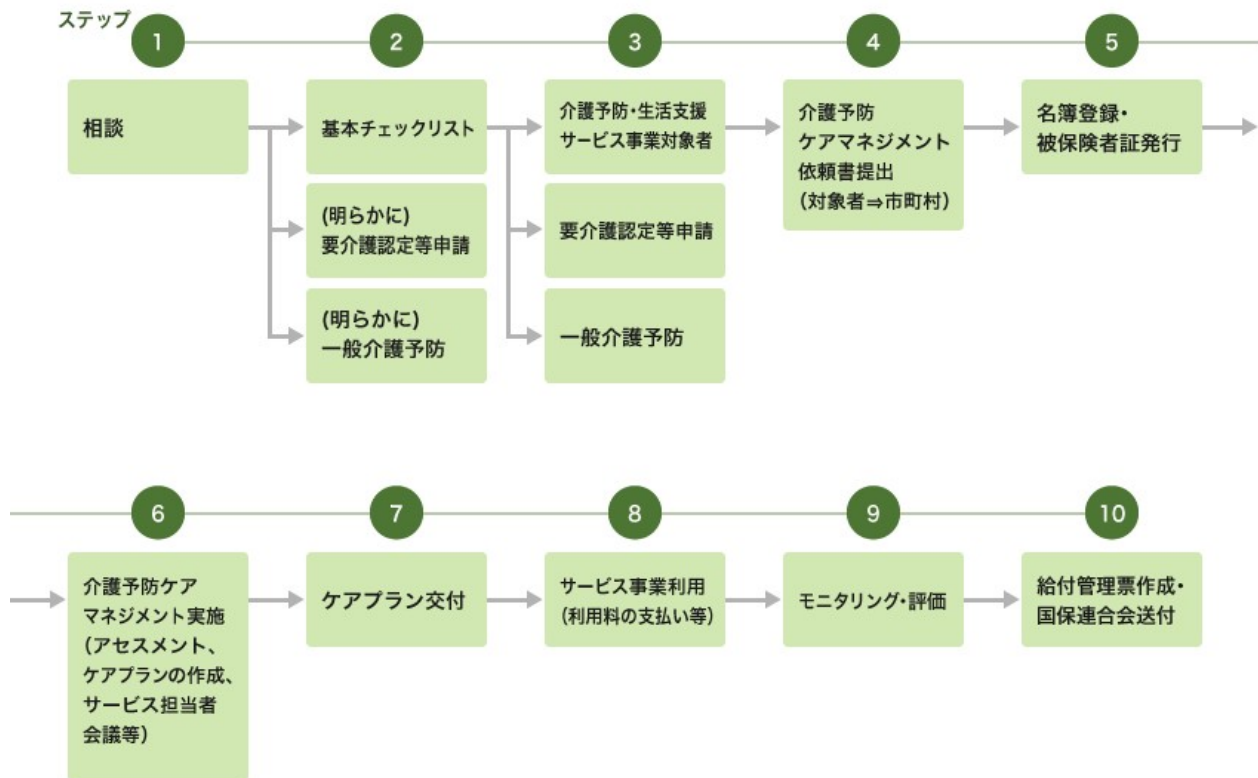 ステップ
1
2
3
4
5
相談
基本チェックリスト
(明らかに)
要介護認定等申請
(明らかに)
一般介護予防
介護予防・生活支援
サービス事業対象者
要介護認定等申請
一般介護予防
介護予防
ケアマネジメント
依頼書提出
(対象者⇒市町村)
名簿登録・
被保険者証発行
6
7
8
9
10
介護予防ケア
マネジメント実施
(アセスメント、
ケアプランの作成、
サービス担当者
会議等)
ケアプラン交付
サービス事業利用
(利用料の支払い等)
モニタリング・評価
給付管理票作成・
国保連合会送付